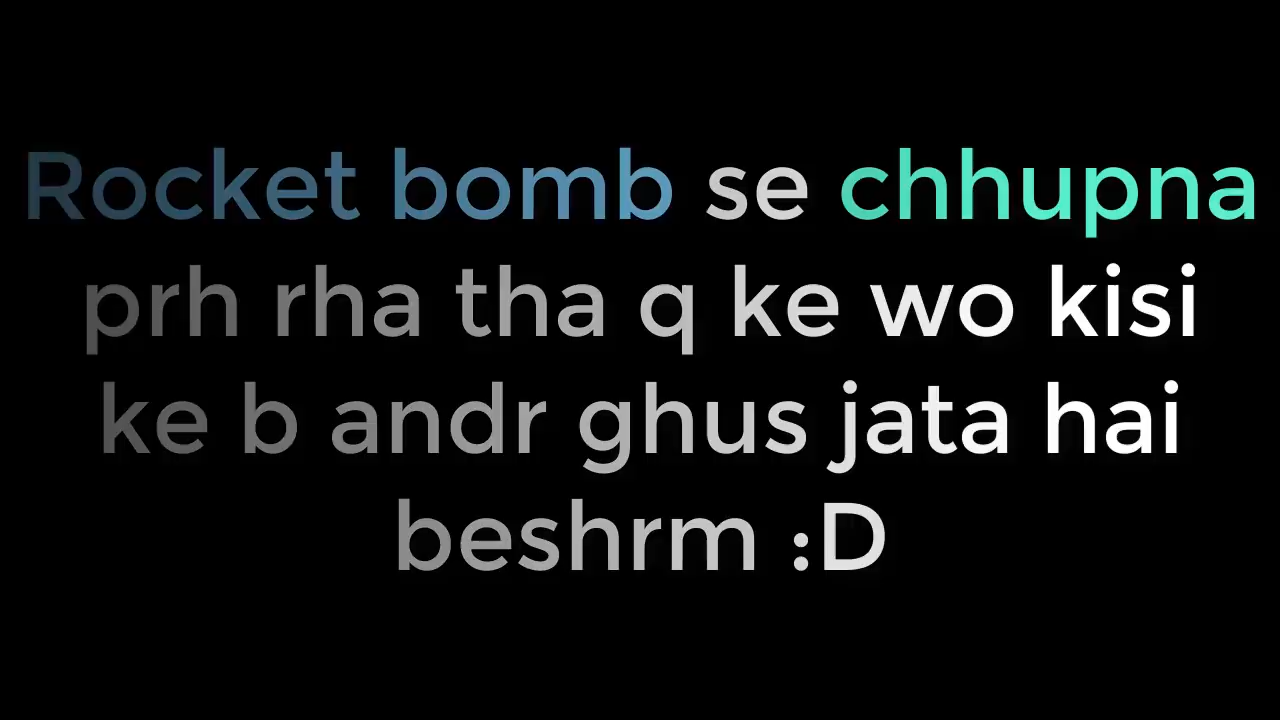 Rocket bomb se chhupna
prh rha tha q ke wo kisi
ke b andr ghus jata hai
beshrm :D